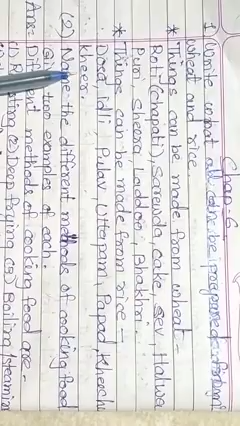 Chap:- 6
1 Write what all can be prepared from
wheat and rice
* Things can be made from wheat -
Roti (chapati), Sarewala, cake, Sev, Halwa
Puri, Sheera, Laddoo, Bhakhri.
* Things can be made from rice -
Dosa, idli, Pulav, Uttapam, Papad, Kherchi
kheer.
(2) Name the different methods of cooking food
Give two examples of each.
Ans:- Different methods of cooking food are-
(2) Deep frying (3) Boiling /steaming